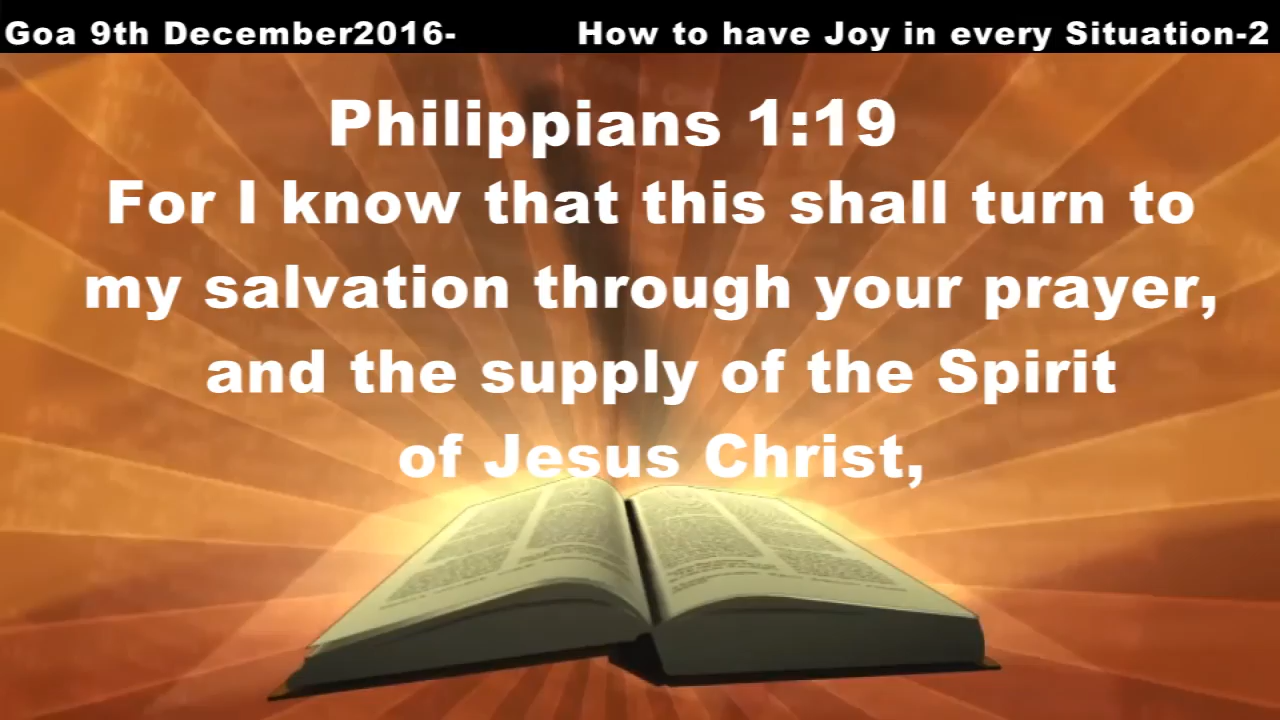 Goa 9th December2016- How to have Joy in every Situation-2
Philippians 1:19
For I know that this shall turn to
my salvation through your prayer,
and the supply of the Spirit
of Jesus Christ,